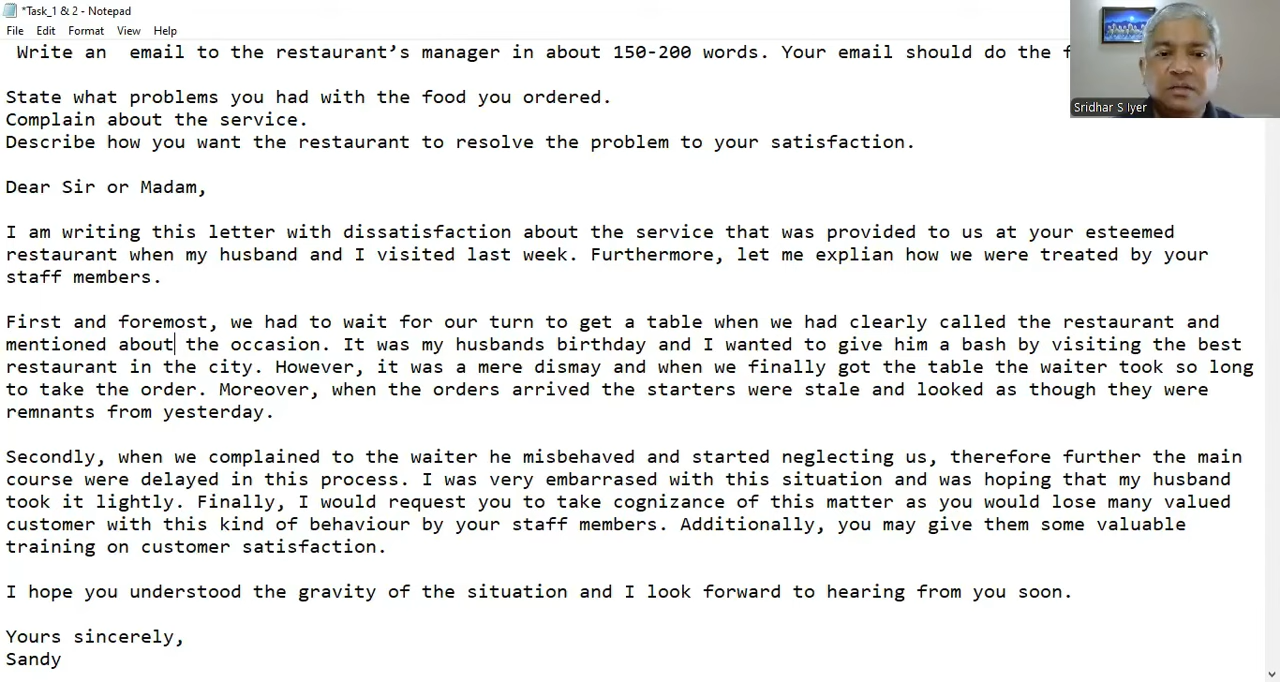 *Task_1 & 2 - Notepad
File Edit Format View Help
Write an email to the restaurant’s manager in about 150-200 words. Your email should do the f
Sridhar S Iyer
State what problems you had with the food you ordered.
Complain about the service.
Describe how you want the restaurant to resolve the problem to your satisfaction.
Dear Sir or Madam,
I am writing this letter with dissatisfaction about the service that was provided to us at your esteemed
restaurant when my husband and I visited last week. Furthermore, let me explian how we were treated by your
staff members.
First and foremost, we had to wait for our turn to get a table when we had clearly called the restaurant and
mentioned about the occasion. It was my husbands birthday and I wanted to give him a bash by visiting the best
restaurant in the city. However, it was a mere dismay and when we finally got the table the waiter took so long
to take the order. Moreover, when the orders arrived the starters were stale and looked as though they were
remnants from yesterday.
Secondly, when we complained to the waiter he misbehaved and started neglecting us, therefore further the main
course were delayed in this process. I was very embarrased with this situation and was hoping that my husband
took it lightly. Finally, I would request you to take cognizance of this matter as you would lose many valued
customer with this kind of behaviour by your staff members. Additionally, you may give them some valuable
training on customer satisfaction.
I hope you understood the gravity of the situation and I look forward to hearing from you soon.
Yours sincerely,
Sandy